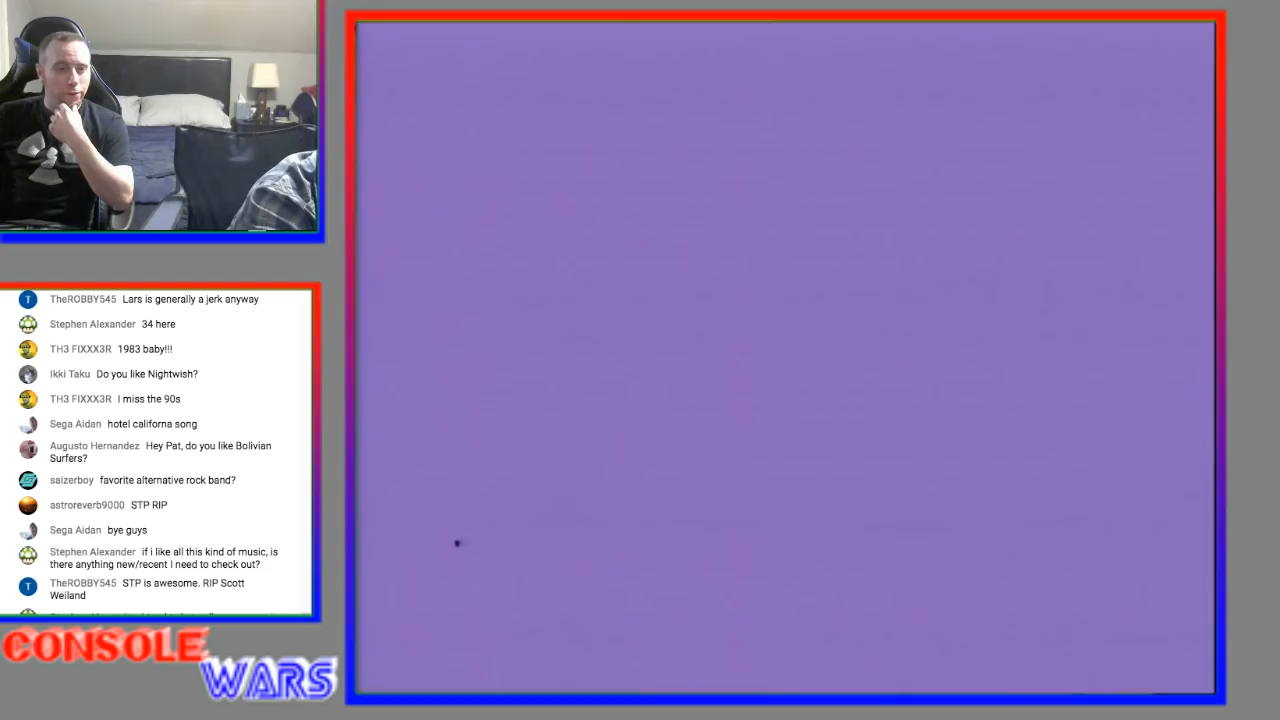 TheROBBY545 Lars is generally a jerk anyway
Stephen Alexander 34 here
TH3 FIXXX3R 1983 baby!!!
Ikki Taku Do you like Nightwish?
TH3 FIXXX3R I miss the 90s
Sega Aidan hotel californa song
Augusto Hernandez Hey Pat, do you like Bolivian
Surfers?
saizerboy favorite alternative rock band?
astroreverb9000 STP RIP
Sega Aidan bye guys
Stephen Alexander if i like all this kind of music, is
there anything new/recent I need to check out?
TheROBBY545 STP is awesome. RIP Scott
Weiland
CONSOLE
WARS